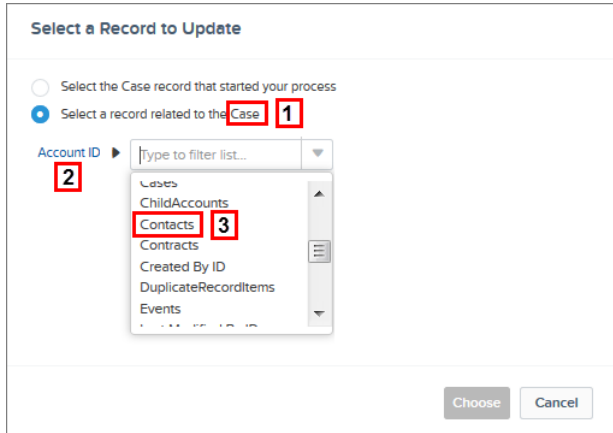 Select a Record to Update
Select the Case record that started your process
Select a record related to the Case 1
Account ID Type to filter list...
2
Cases
ChildAccounts
Contacts 3
Contracts
Created By ID
DuplicateRecordItems
Events
Choose Cancel